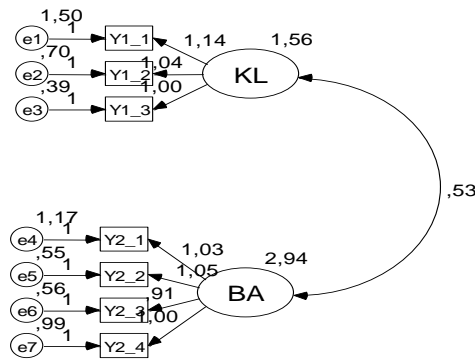 1,50
e1 1 Y1_1 1,14 1,56
,70
e2 1 Y1_2 1,04 KL
,39
e3 1 Y1_3 1,00
,53
1,17
e4 1 Y2_1 1,03 2,94
,55
e5 1 Y2_2 1,05
,56
e6 1 Y2_3 ,91 BA
,99
e7 1 Y2_4 1,00